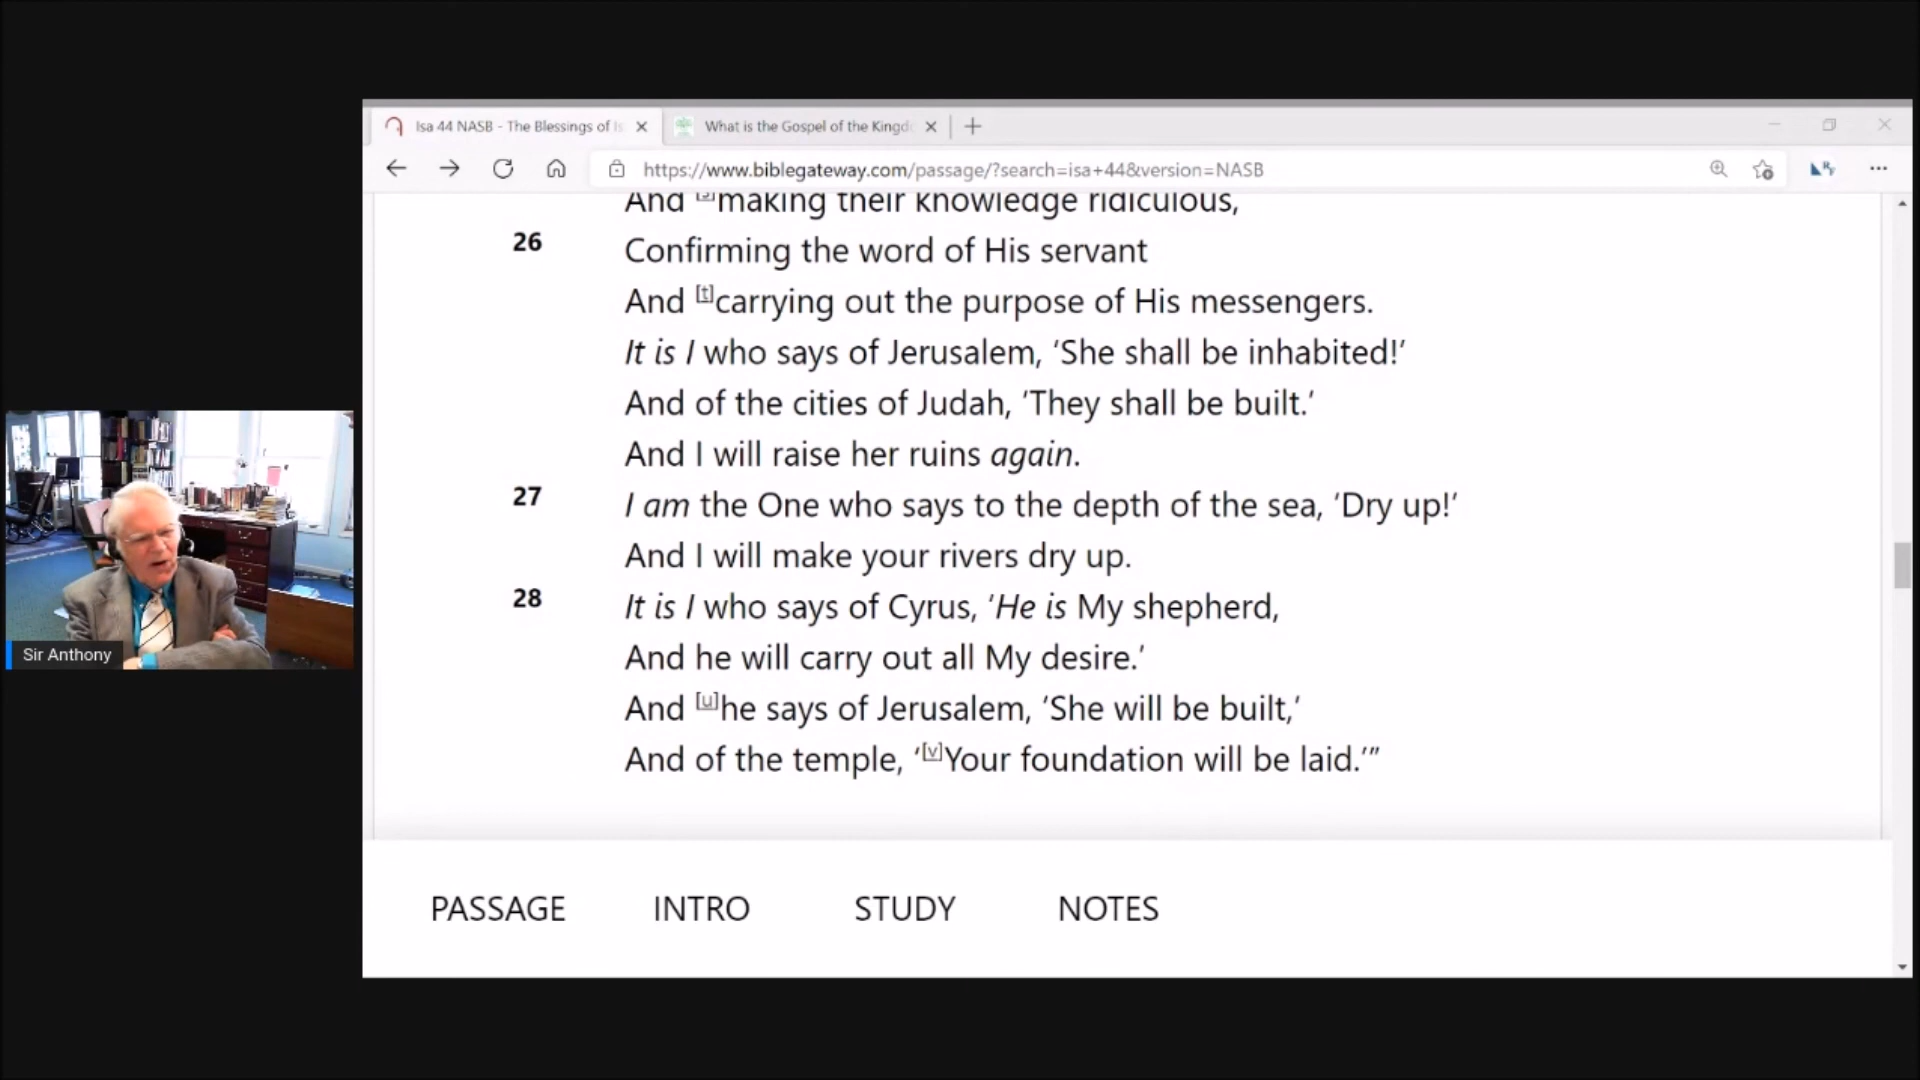 Isa 44 NASB - The Blessings of Is
What is the Gospel of the Kingd
https://www.biblegateway.com/passage/?search=isa+44&version=NASB
And [s]making their knowledge ridiculous,
26 Confirming the word of His servant
And [t]carrying out the purpose of His messengers.
It is I who says of Jerusalem, ‘She shall be inhabited!’
And of the cities of Judah, ‘They shall be built.’
And I will raise her ruins again.
27 I am the One who says to the depth of the sea, ‘Dry up!’
And I will make your rivers dry up.
28 It is I who says of Cyrus, ‘He is My shepherd,
And he will carry out all My desire.’
And [u]he says of Jerusalem, ‘She will be built,’
And of the temple, ‘[v]Your foundation will be laid.’”
Sir Anthony
PASSAGE INTRO STUDY NOTES